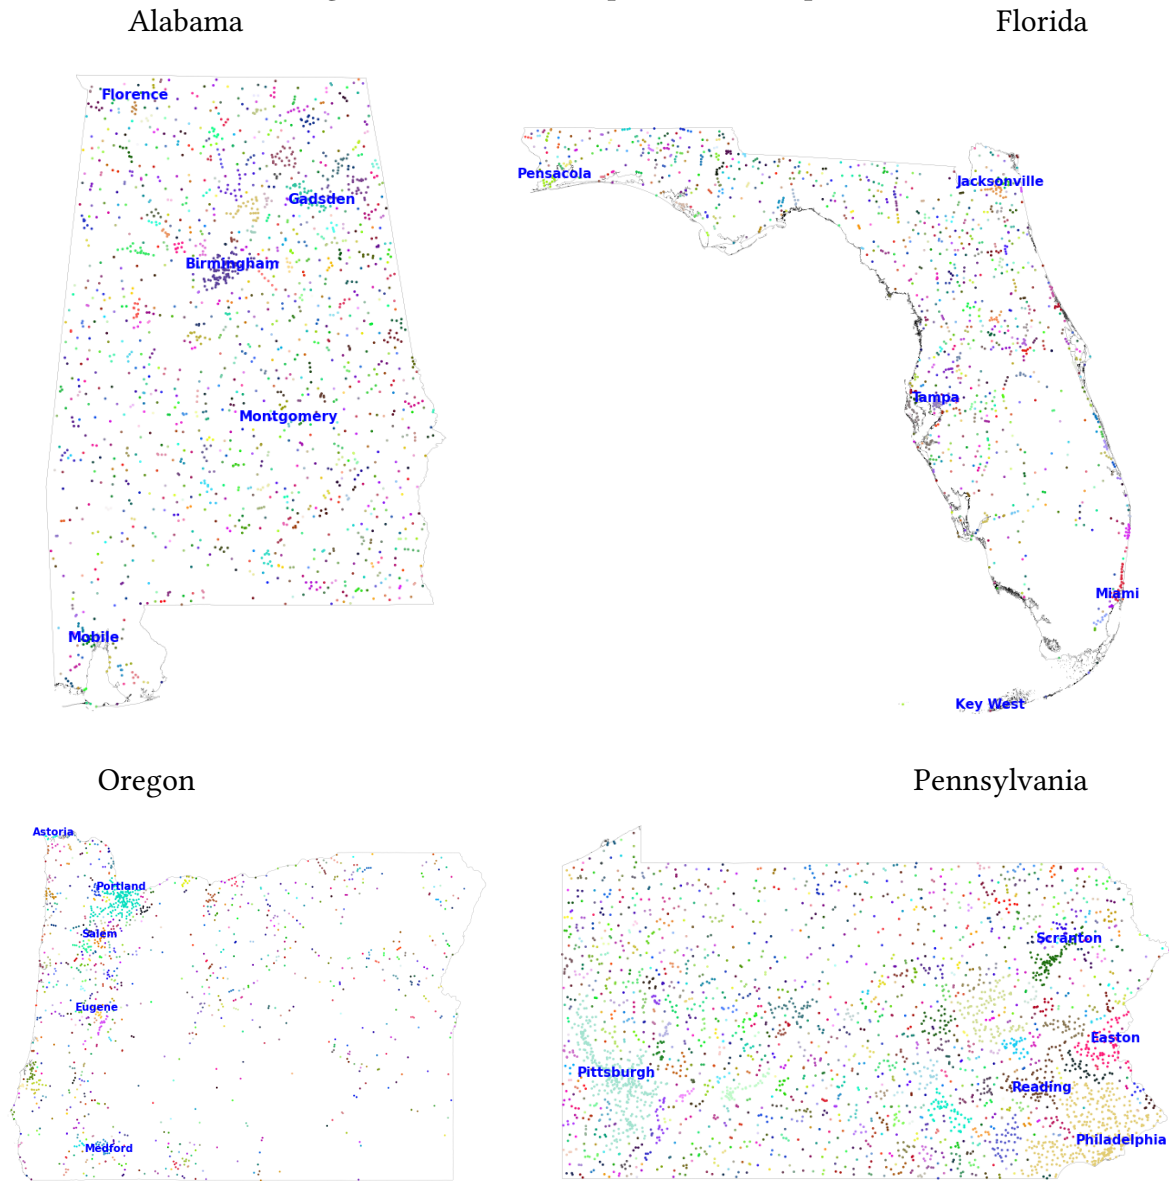 Alabama
Florida
Florence
Gadsden
Birmingham
Montgomery
Mobile
Pensacola
Jacksonville
Tampa
Miami
Key West
Oregon
Pennsylvania
Astoria
Portland
Salem
Eugene
Medford
Scranton
Easton
Pittsburgh
Reading
Philadelphia